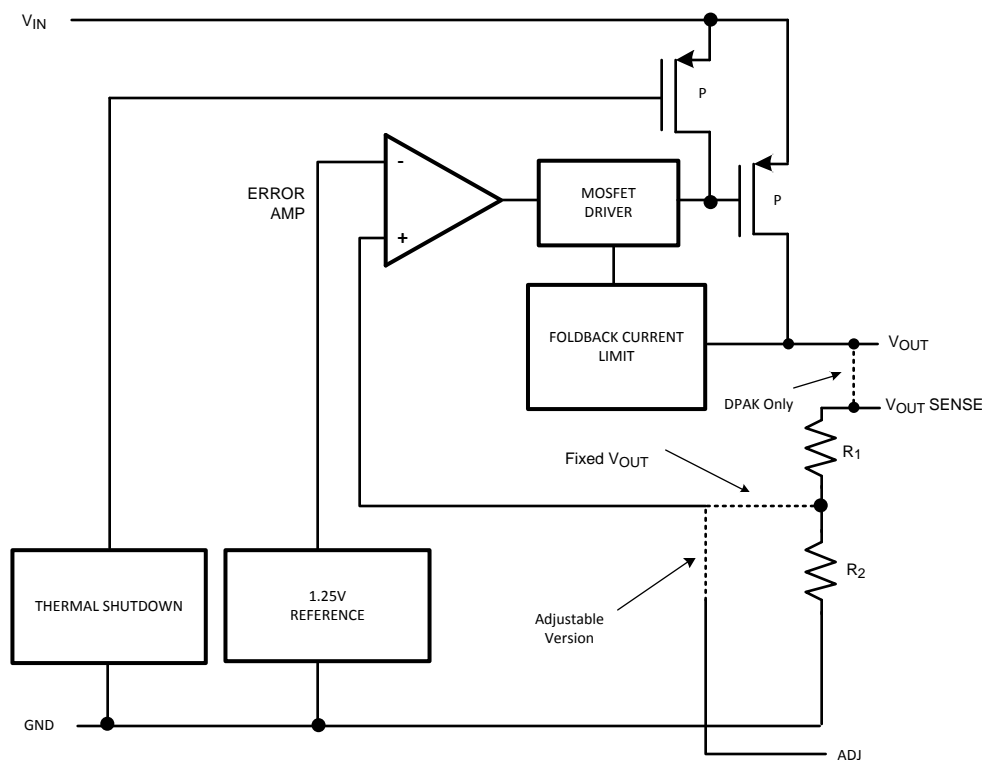 VIN
P
P
ERROR
AMP
-
+
MOSFET
DRIVER
FOLDBACK CURRENT
LIMIT
VOUT
DPAK Only
VOUT SENSE
R1
Fixed VOUT
R2
THERMAL SHUTDOWN
1.25V
REFERENCE
Adjustable
Version
GND
ADJ